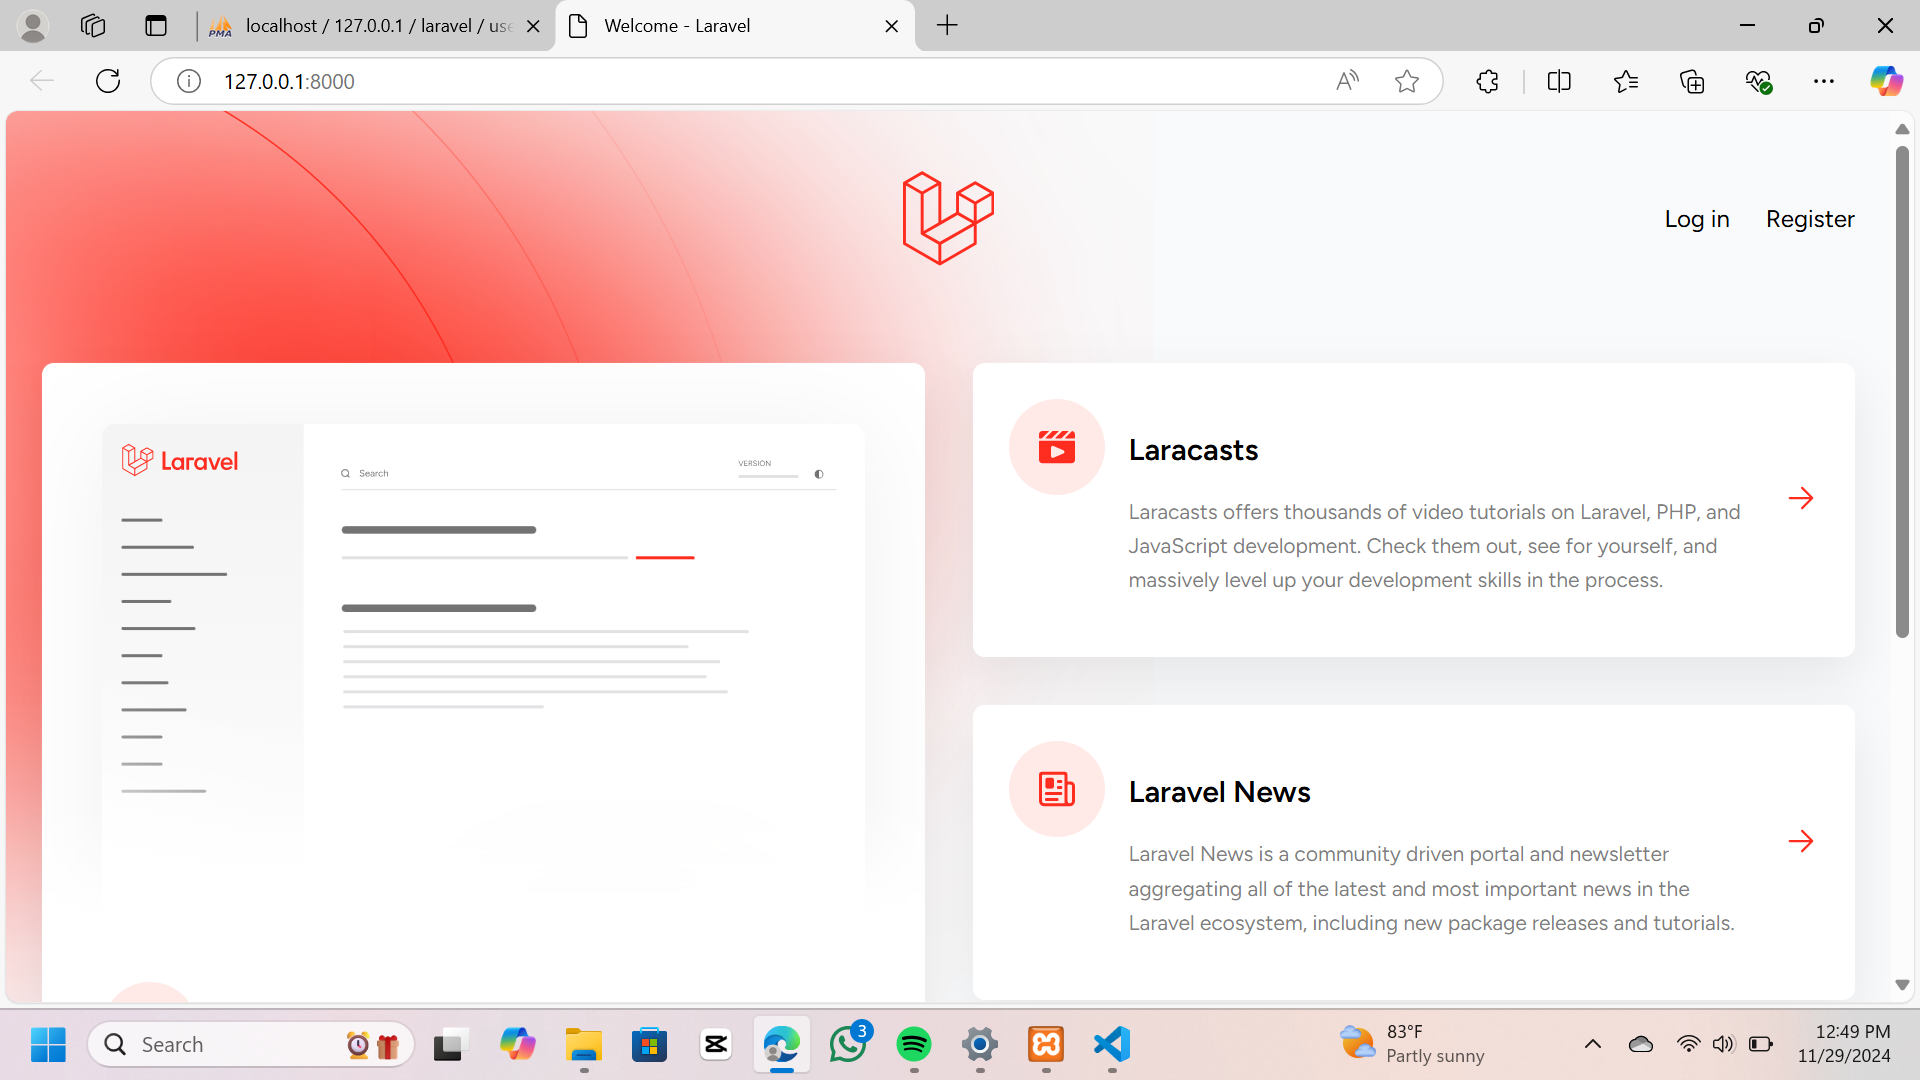 localhost / 127.0.0.1 / laravel / use
Welcome - Laravel
127.0.0.1:8000
Log in
Register
Laravel
Search
VERSION
Laracasts
Laracasts offers thousands of video tutorials on Laravel, PHP, and
JavaScript development. Check them out, see for yourself, and
massively level up your development skills in the process.
Laravel News
Laravel News is a community driven portal and newsletter
aggregating all of the latest and most important news in the
Laravel ecosystem, including new package releases and tutorials.
Search
3
83°F
Partly sunny
12:49 PM
11/29/2024